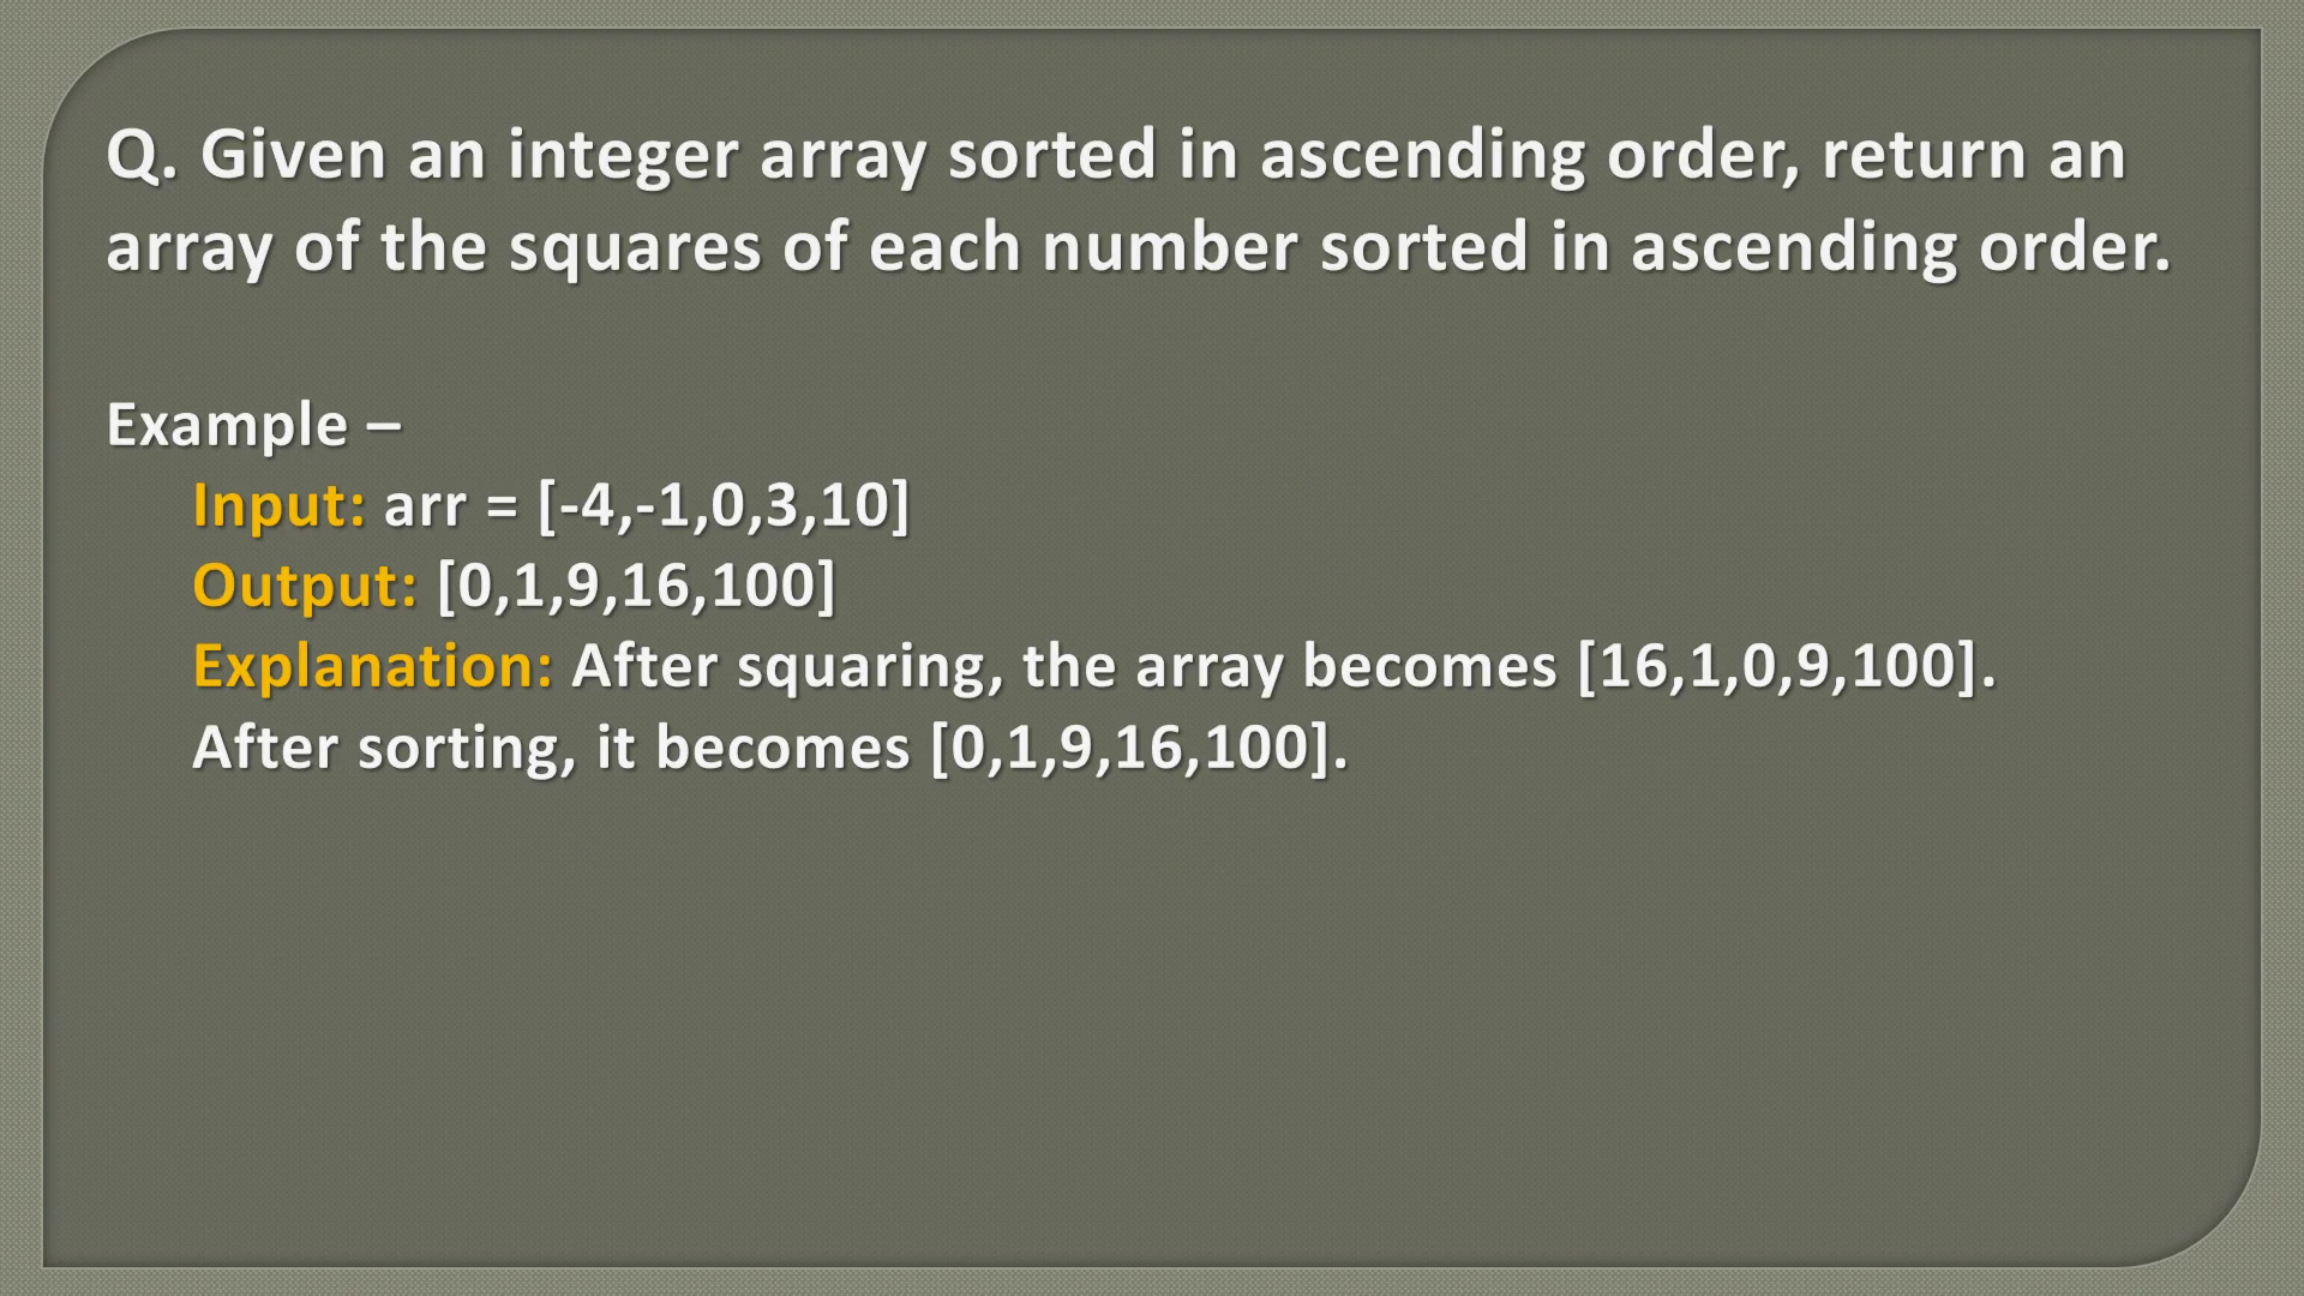 Q. Given an integer array sorted in ascending order, return an
array of the squares of each number sorted in ascending order.
Example –
Input: arr = [-4,-1,0,3,10]
Output: [0,1,9,16,100]
Explanation: After squaring, the array becomes [16,1,0,9,100].
After sorting, it becomes [0,1,9,16,100].